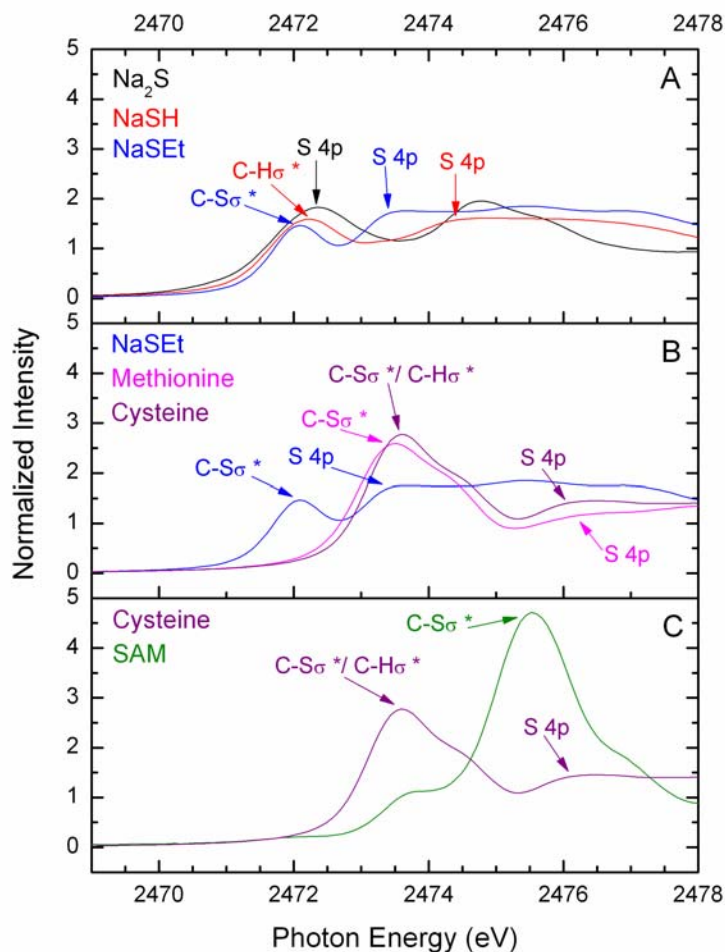 2470 2472 2474 2476 2478
5 A
Na₂S
4
NaSH
NaSEt
3 S 4p
C-Hσ * S 4p S 4p
2 C-Sσ *
1
0
5 B
NaSEt
4 Methionine C-Sσ */ C-Hσ *
Cysteine
3 C-Sσ *
C-Sσ * S 4p S 4p
2
1
S 4p
0
5
Cysteine C-Sσ * C
4 SAM
C-Sσ */ C-Hσ *
3
S 4p
2
1
0
2470 2472 2474 2476 2478
Normalized Intensity
Photon Energy (eV)